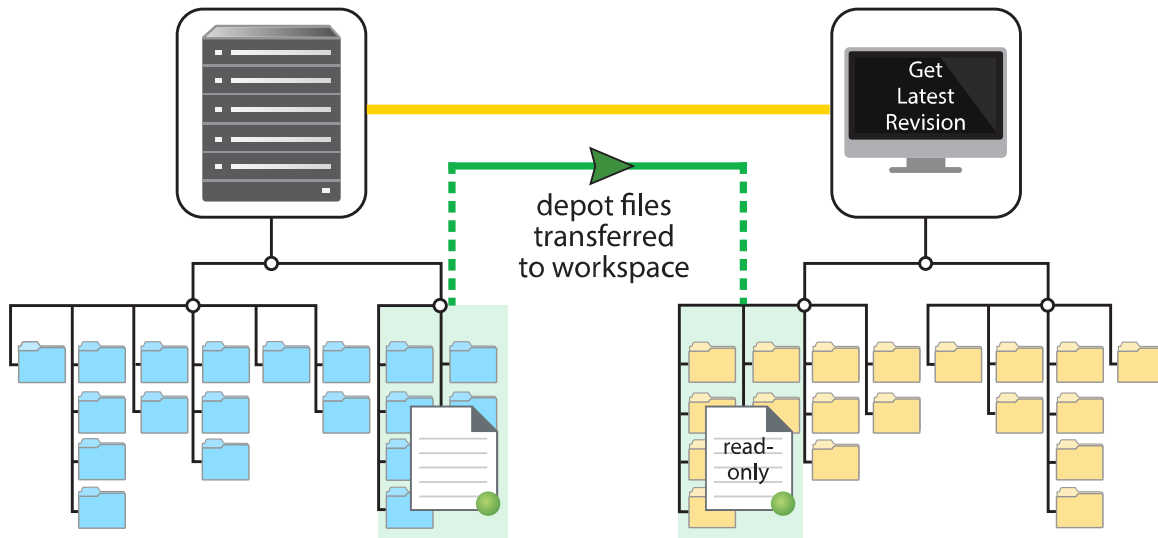 Get
Latest
Revision
depot files
transferred
to workspace
read-
only